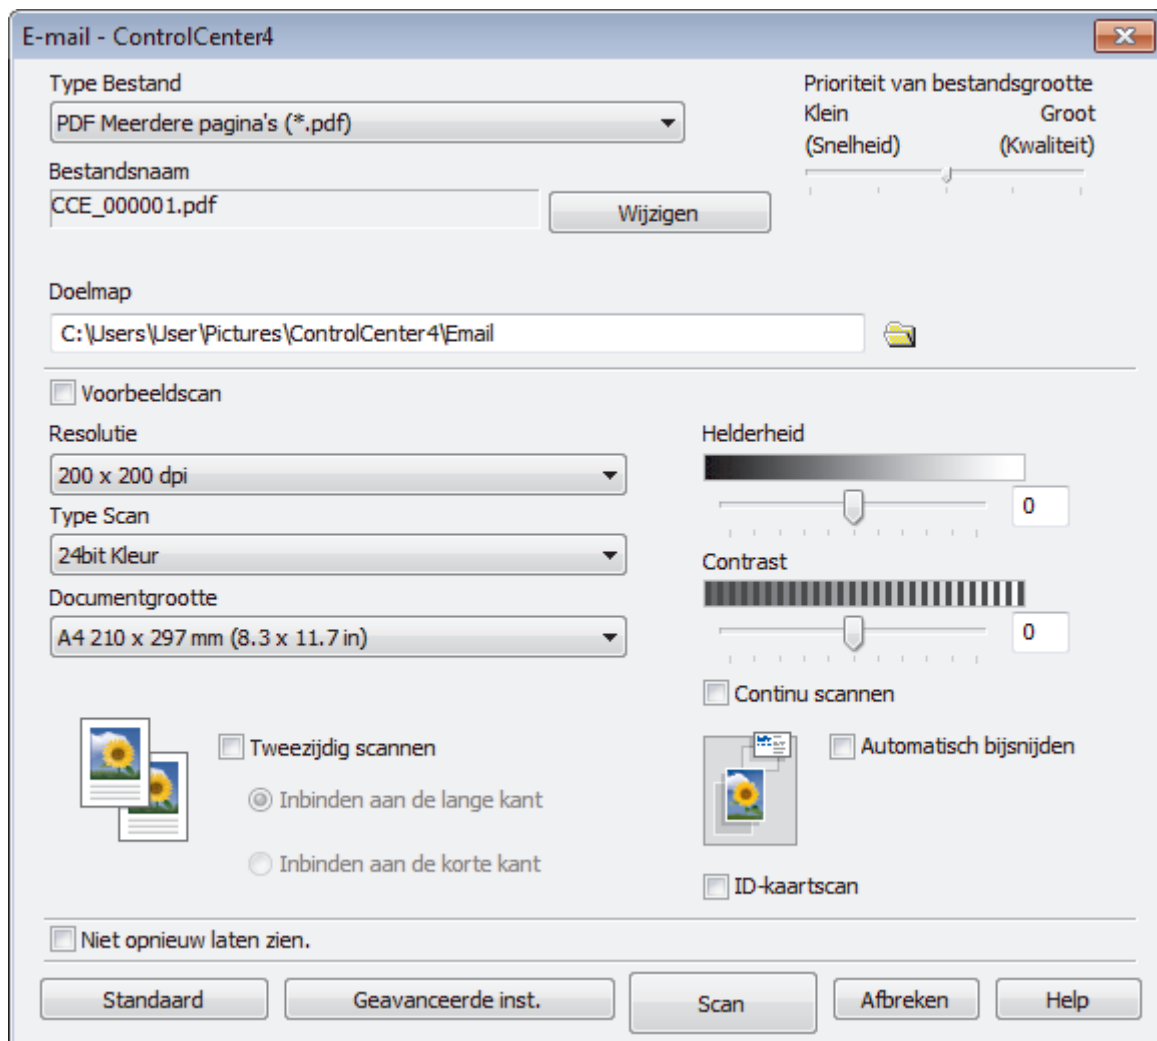 E-mail - ControlCenter4
Type Bestand
PDF Meerdere pagina's (*.pdf)
Prioriteit van bestandsgrootte
Klein Groot
(Snelheid) (Kwaliteit)
Bestandsnaam
CCE_000001.pdf
Wijzigen
Doelmap
C:\Users\User\Pictures\ControlCenter4\Email
Voorbeeldscan
Resolutie
200 x 200 dpi
Type Scan
24bit Kleur
Documentgrootte
A4 210 x 297 mm (8.3 x 11.7 in)
Helderheid
0
Contrast
0
Continu scannen
Tweezijdig scannen
Inbinden aan de lange kant
Inbinden aan de korte kant
Automatisch bijsnijden
ID-kaartscan
Niet opnieuw laten zien.
Standaard Geavanceerde inst. Scan Afbreken Help